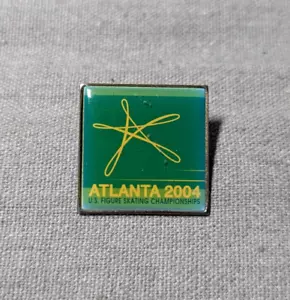 ATLANTA 2004
U.S. FIGURE SKATING CHAMPIONSHIPS